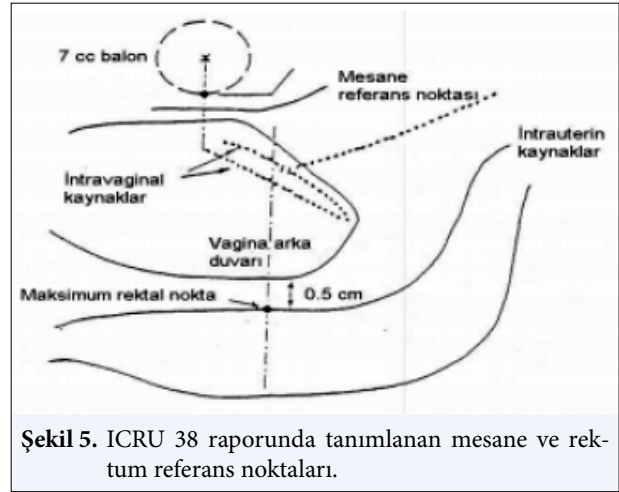 7 cc balon
Mesane
referans noktası
İntrauterin
kaynaklar
İntravaginal
kaynaklar
Vagina arka
duvarı
Maksimum rektal nokta
0.5 cm
Şekil 5. ICRU 38 raporunda tanımlanan mesane ve rek-
tum referans noktaları.